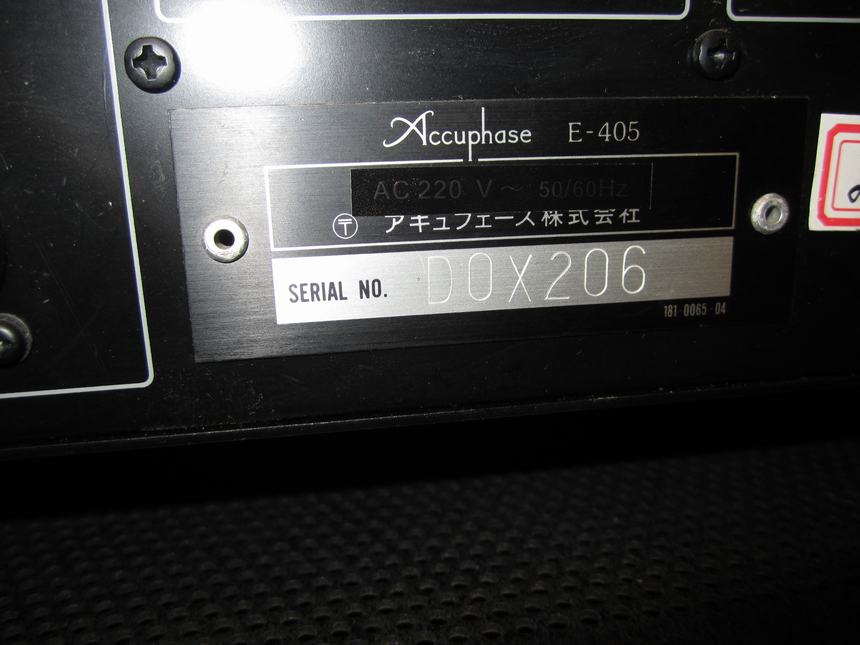 Accuphase E-405
AC 220 V ～ 50/60Hz
〒 アキュフェーズ株式会社
SERIAL NO. D0X206
181-0065-04